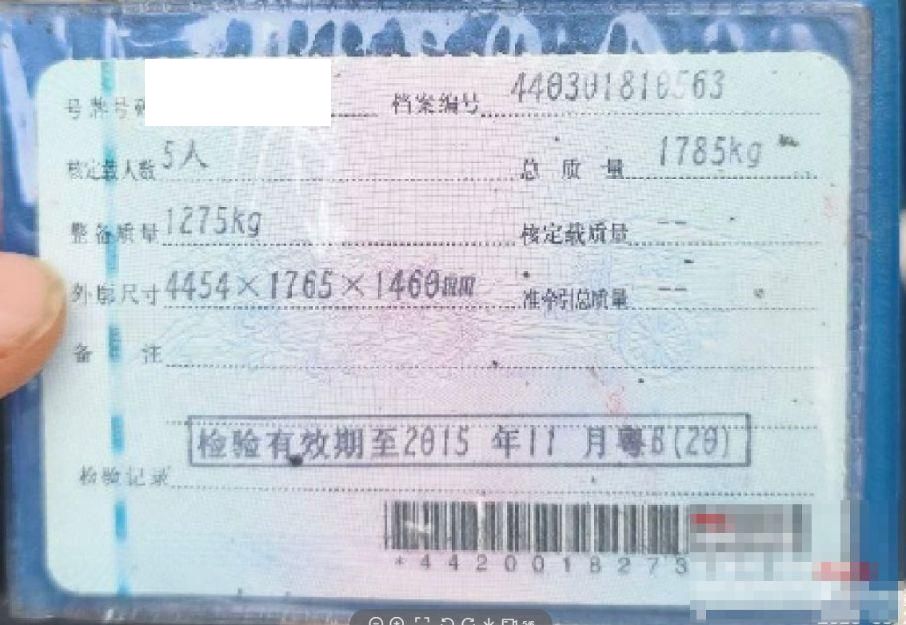 号牌号码 档案编号 440301810563
核定载人数 5人 总质量 1785kg
整备质量 1275kg 核定载质量 --
外廓尺寸 4454×1765×1460mm 准牵引总质量 --
备注
检验有效期至2015年11月粤B(20)
检验记录
*4420018273